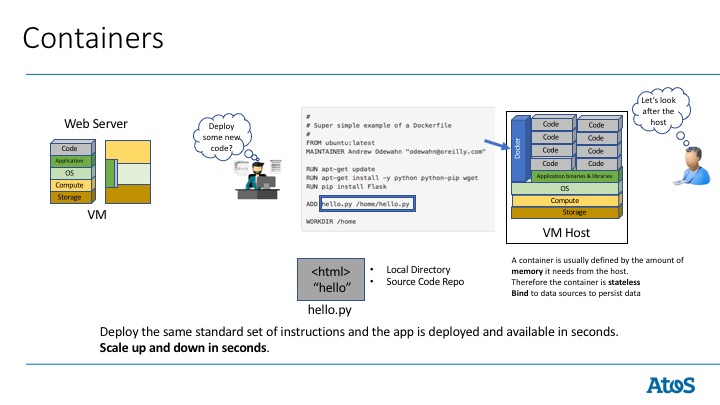 Containers
Web Server
Code
Application
OS
Compute
Storage
VM
Deploy
some new
code?
#
# Super simple example of a Dockerfile
#
FROM ubuntu:latest
MAINTAINER Andrew Odewahn "odewahn@oreilly.com"
RUN apt-get update
RUN apt-get install -y python python-pip wget
RUN pip install Flask
ADD hello.py /home/hello.py
WORKDIR /home
Docker
Code
Code
Code
Code
Code
Code
Code
Code
Application binaries & libraries
OS
Compute
Storage
VM Host
Let's look
after the
host
<html>
“hello”
hello.py
• Local Directory
• Source Code Repo
A container is usually defined by the amount of
memory it needs from the host.
Therefore the container is stateless
Bind to data sources to persist data
Deploy the same standard set of instructions and the app is deployed and available in seconds.
Scale up and down in seconds.
Atos